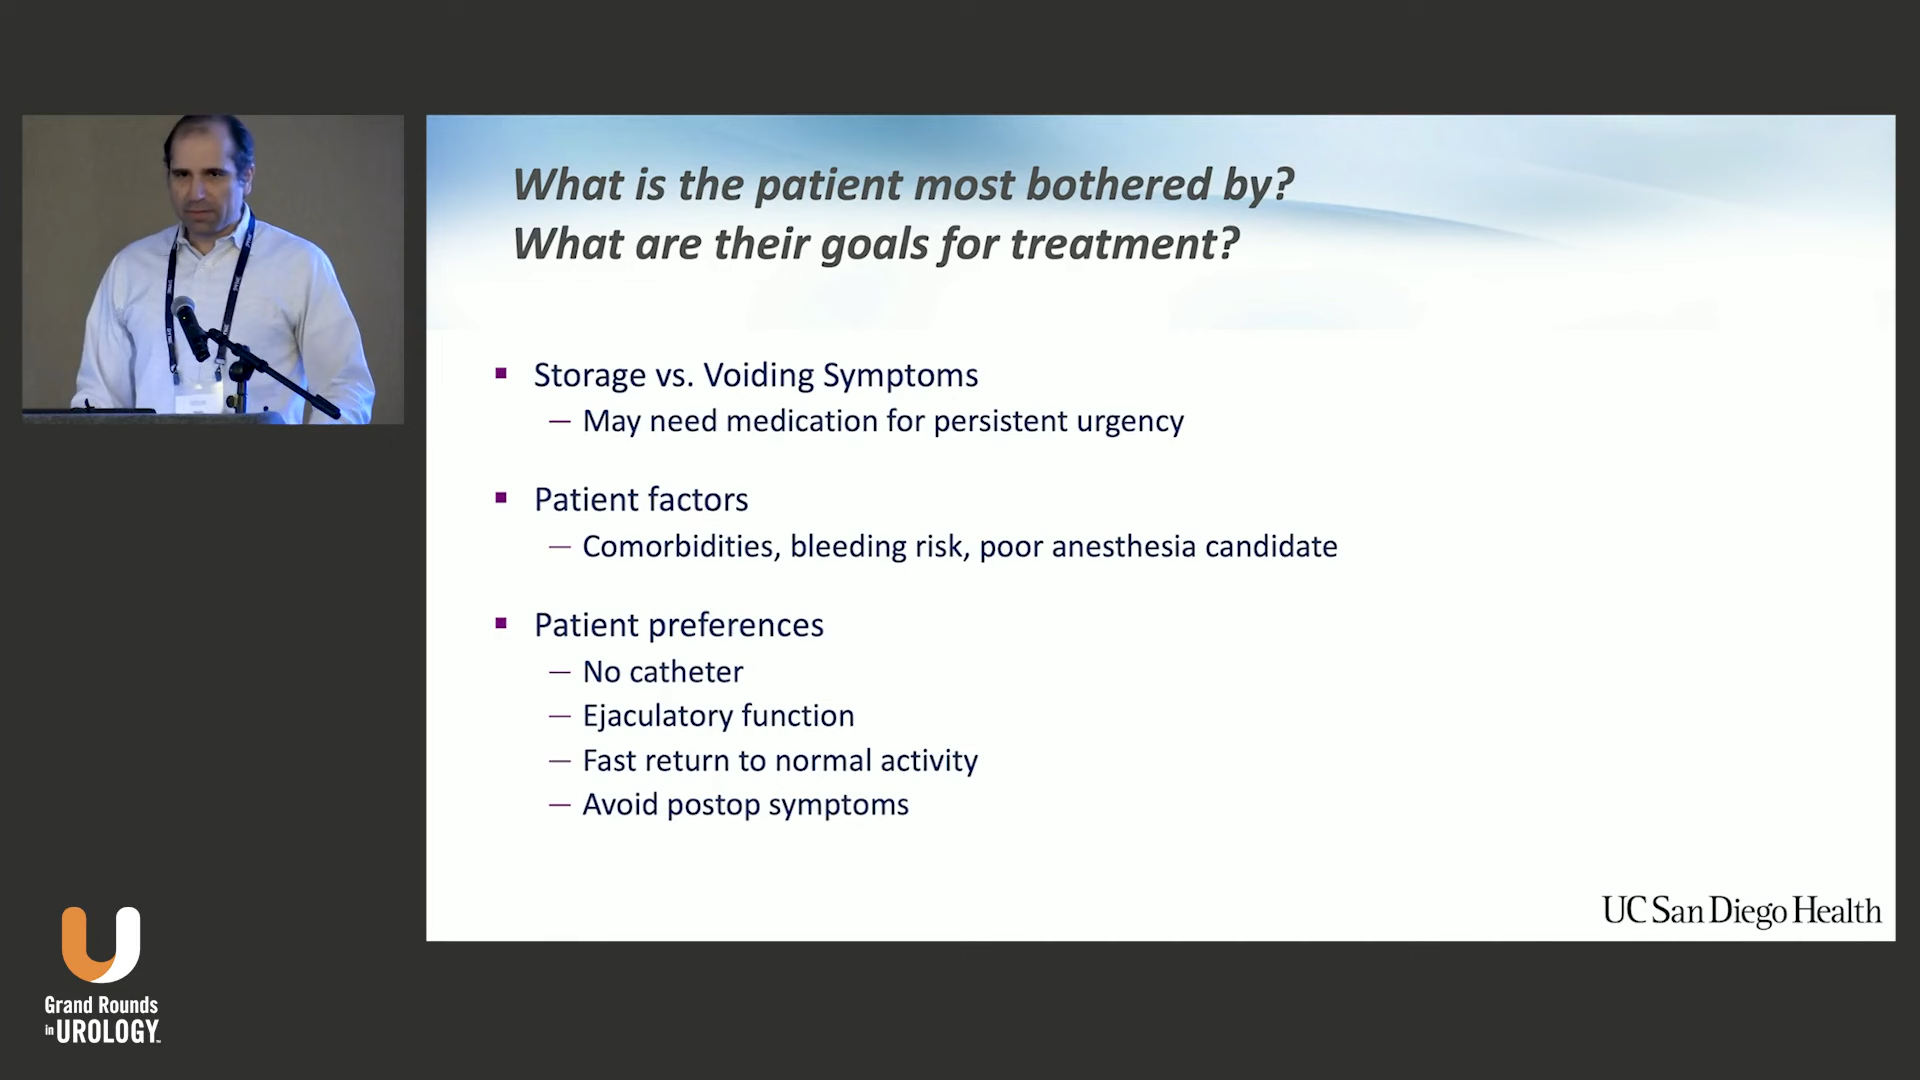 What is the patient most bothered by?
What are their goals for treatment?
▪ Storage vs. Voiding Symptoms
— May need medication for persistent urgency
▪ Patient factors
— Comorbidities, bleeding risk, poor anesthesia candidate
▪ Patient preferences
— No catheter
— Ejaculatory function
— Fast return to normal activity
— Avoid postop symptoms
UC San Diego Health
Grand Rounds
in UROLOGY™